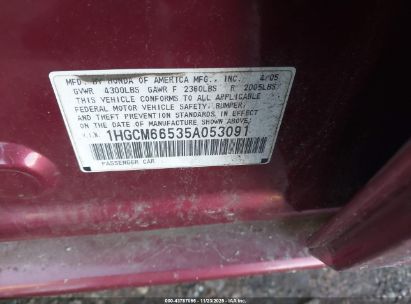 MFD. BY HONDA OF AMERICA MFG., INC. 4/05
GVWR 4300LBS GAWR F 2360LBS R 2005LBS
THIS VEHICLE CONFORMS TO ALL APPLICABLE
FEDERAL MOTOR VEHICLE SAFETY, BUMPER,
AND THEFT PREVENTION STANDARDS IN EFFECT
ON THE DATE OF MANUFACTURE SHOWN ABOVE.
V.I.N. 1HGCM66535A053091
PASSENGER CAR